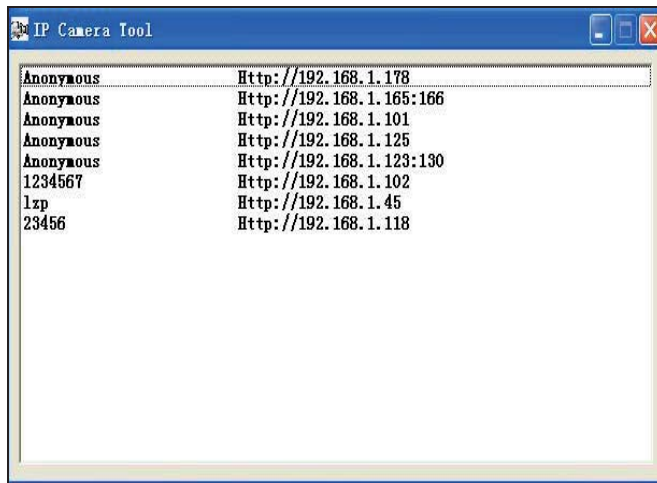 IP Camera Tool
Anonymous Http://192.168.1.178
Anonymous Http://192.168.1.165:166
Anonymous Http://192.168.1.101
Anonymous Http://192.168.1.125
Anonymous Http://192.168.1.123:130
1234567 Http://192.168.1.102
lzp Http://192.168.1.45
23456 Http://192.168.1.118